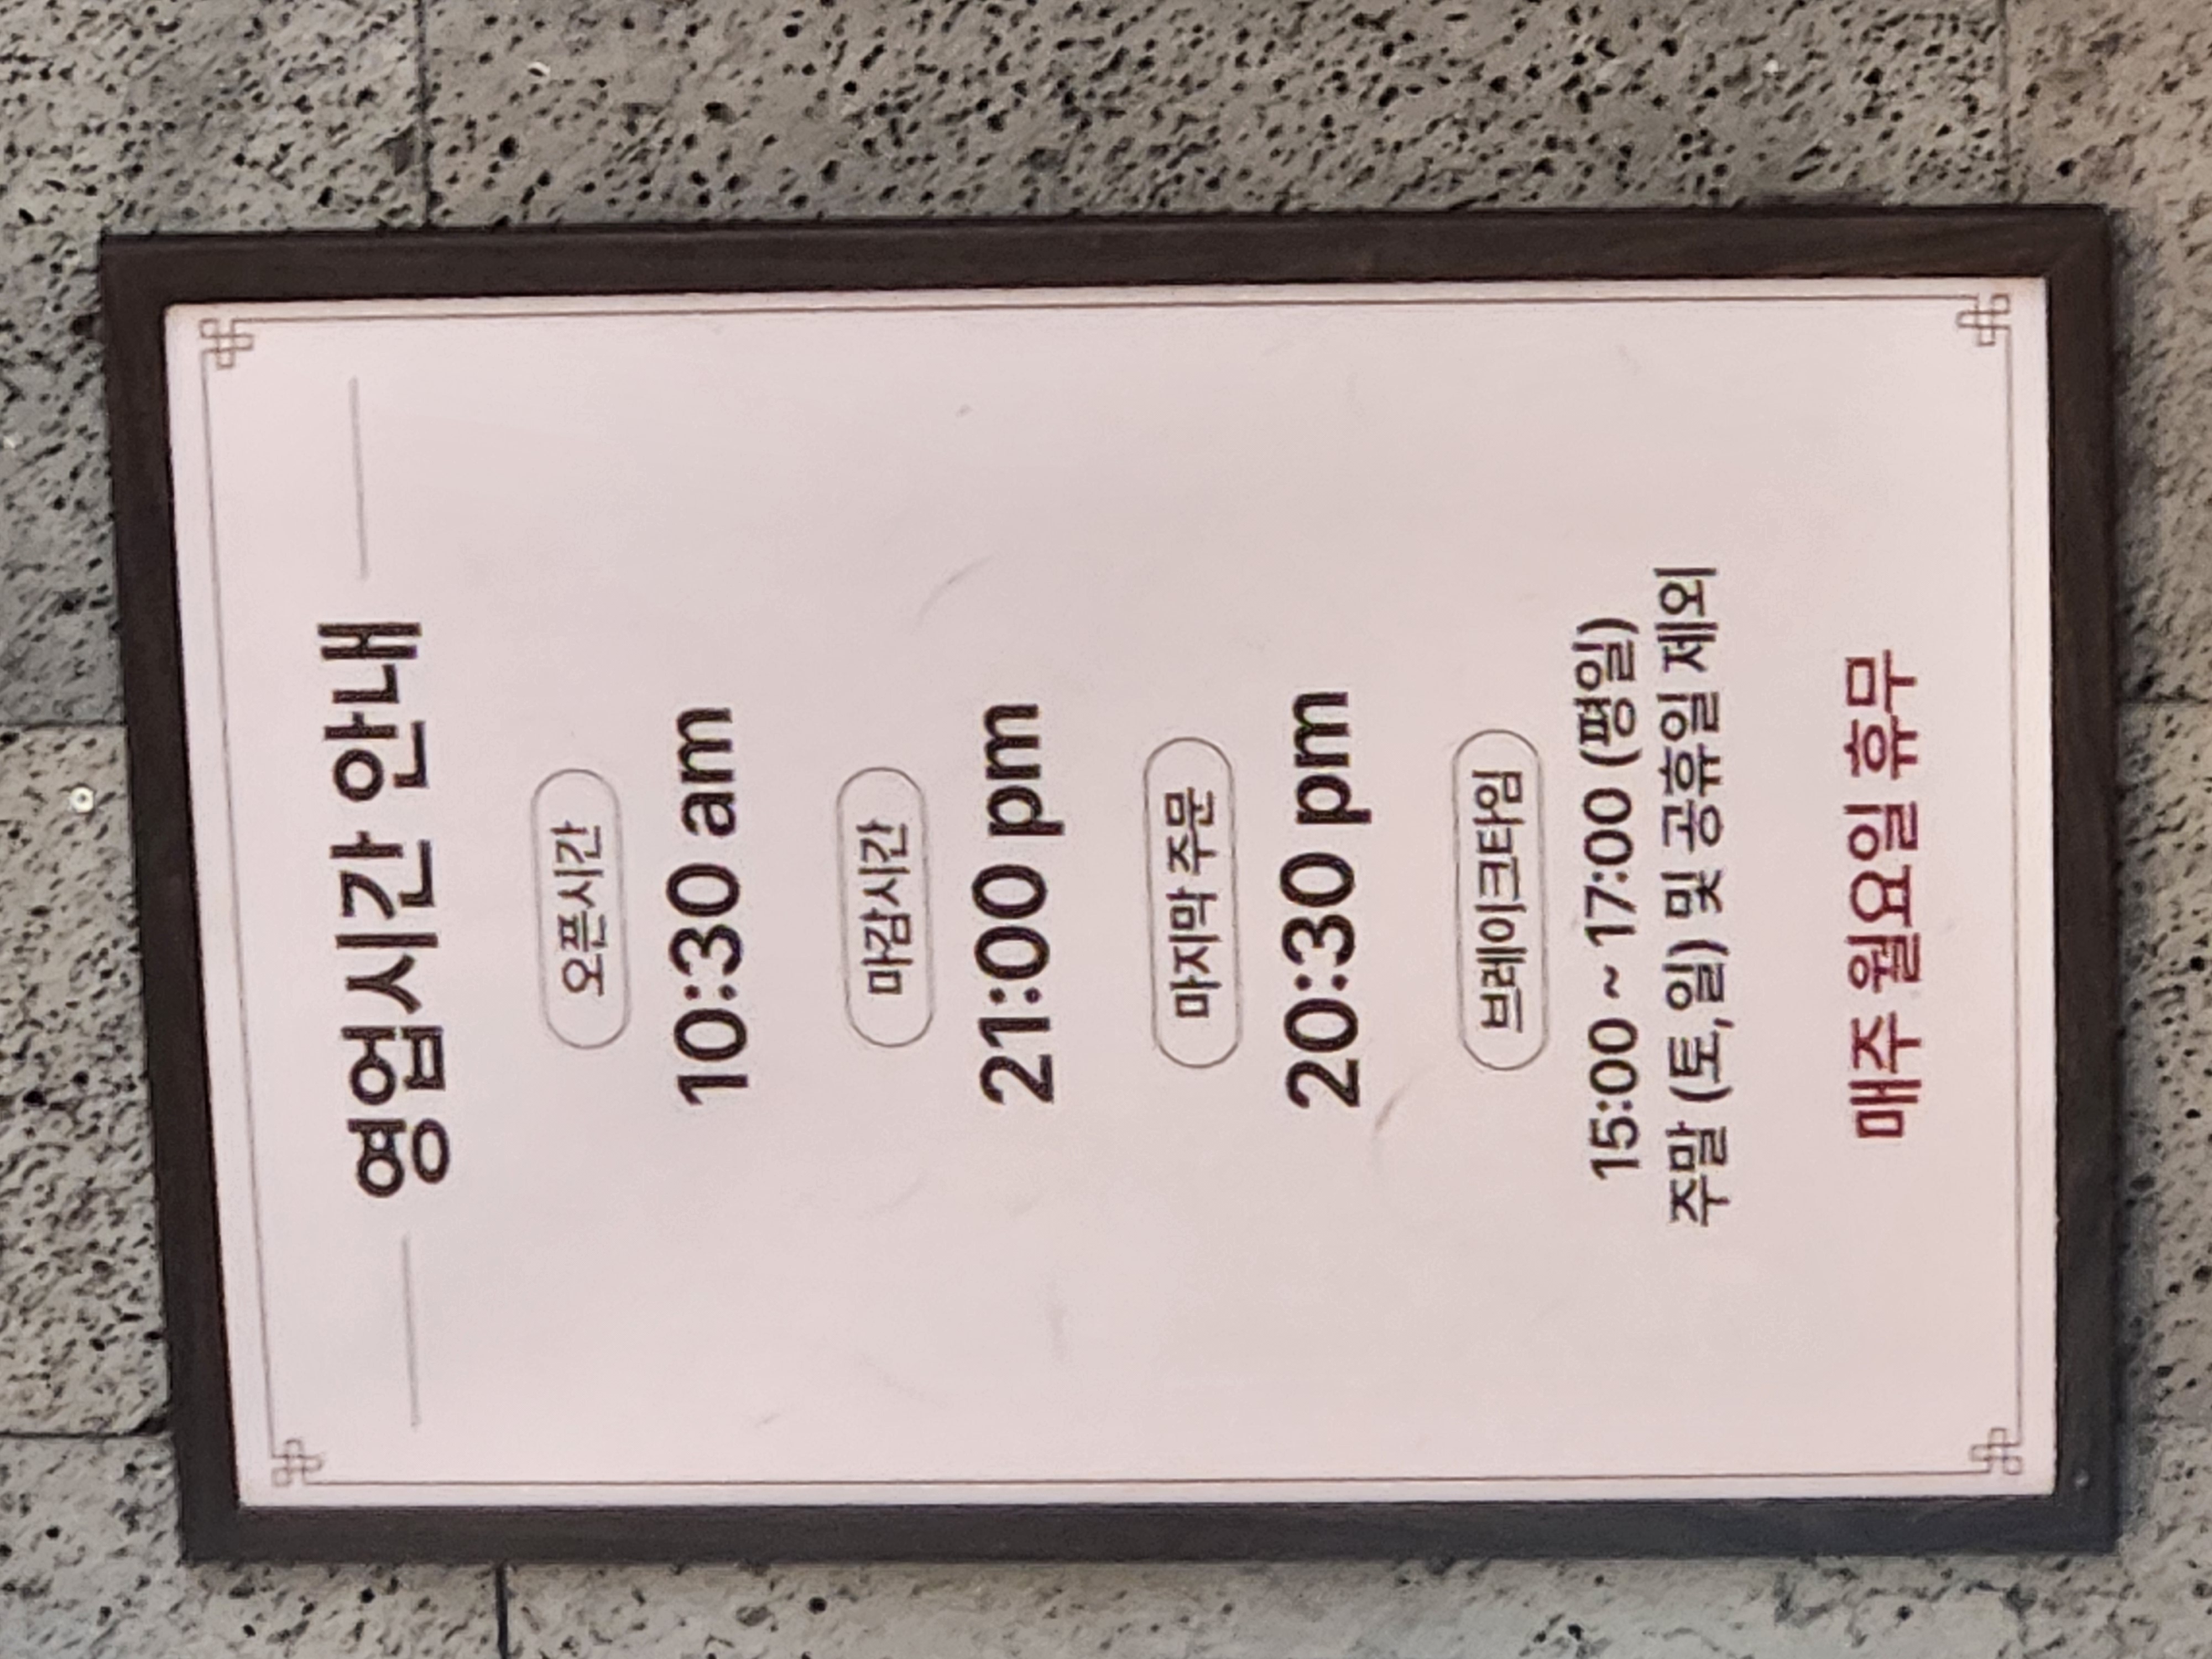 영업시간 안내
오픈시간
10:30 am
마감시간
21:00 pm
마지막 주문
20:30 pm
브레이크타임
15:00 ~ 17:00 (평일)
주말 (토,일) 및 공휴일 제외
매주 월요일 휴무